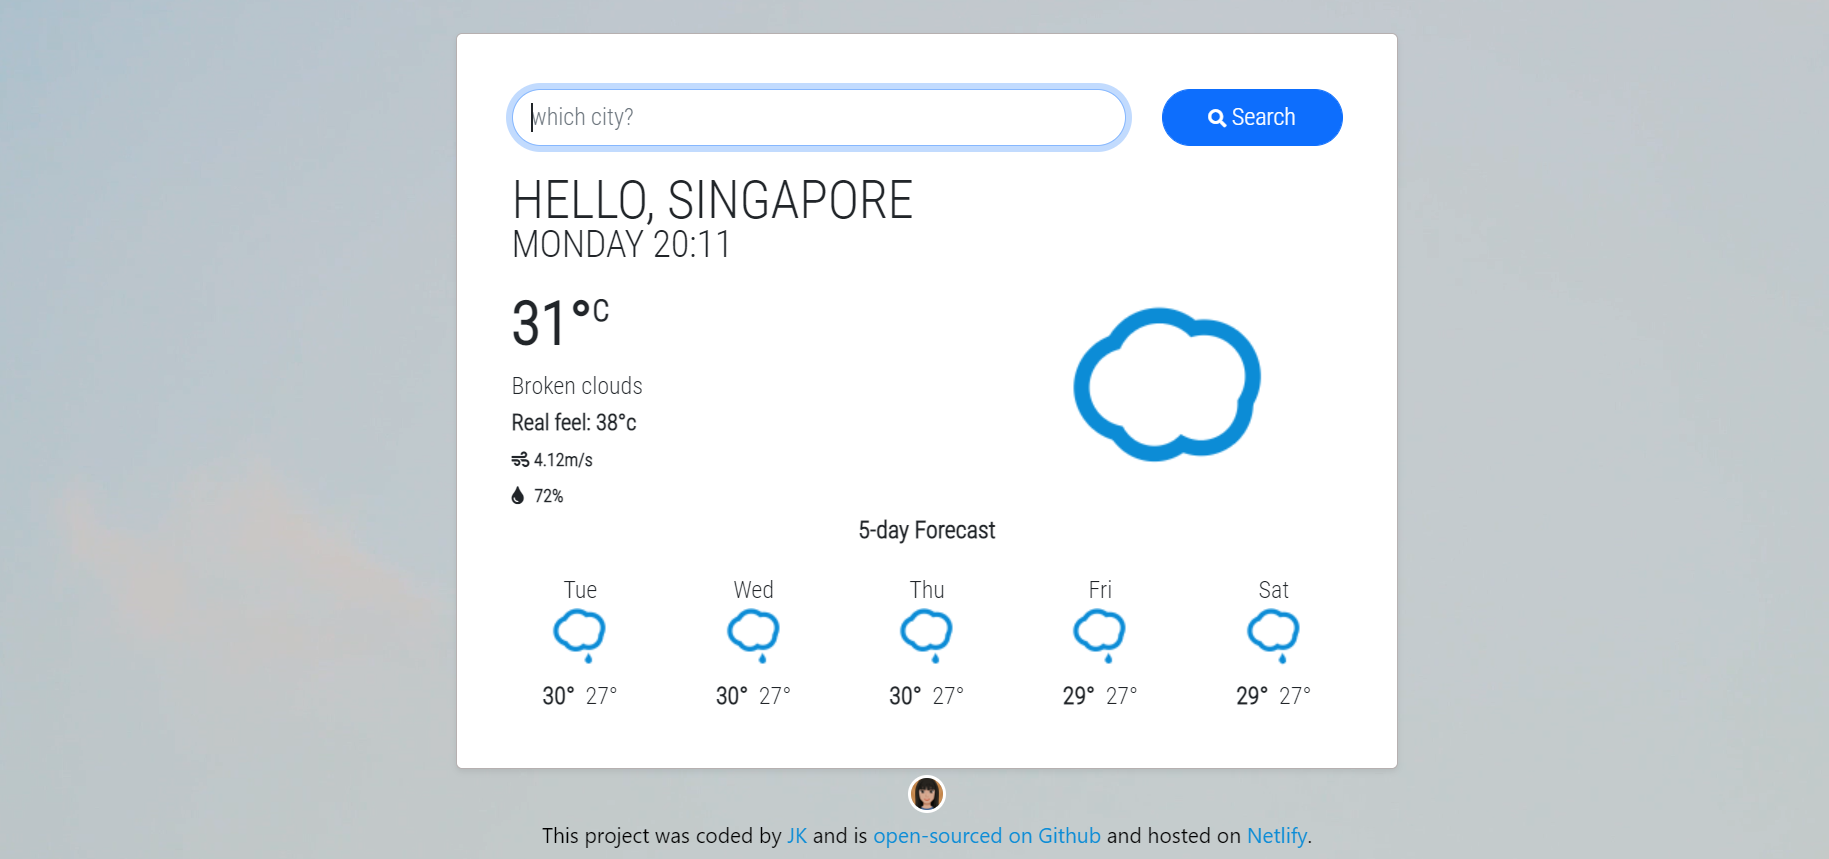 which city?
Search
HELLO, SINGAPORE
MONDAY 20:11
31°C
Broken clouds
Real feel: 38°c
4.12m/s
72%
5-day Forecast
Tue Wed Thu Fri Sat
30° 27° 30° 27° 30° 27° 29° 27° 29° 27°
This project was coded by JK and is open-sourced on Github and hosted on Netlify.